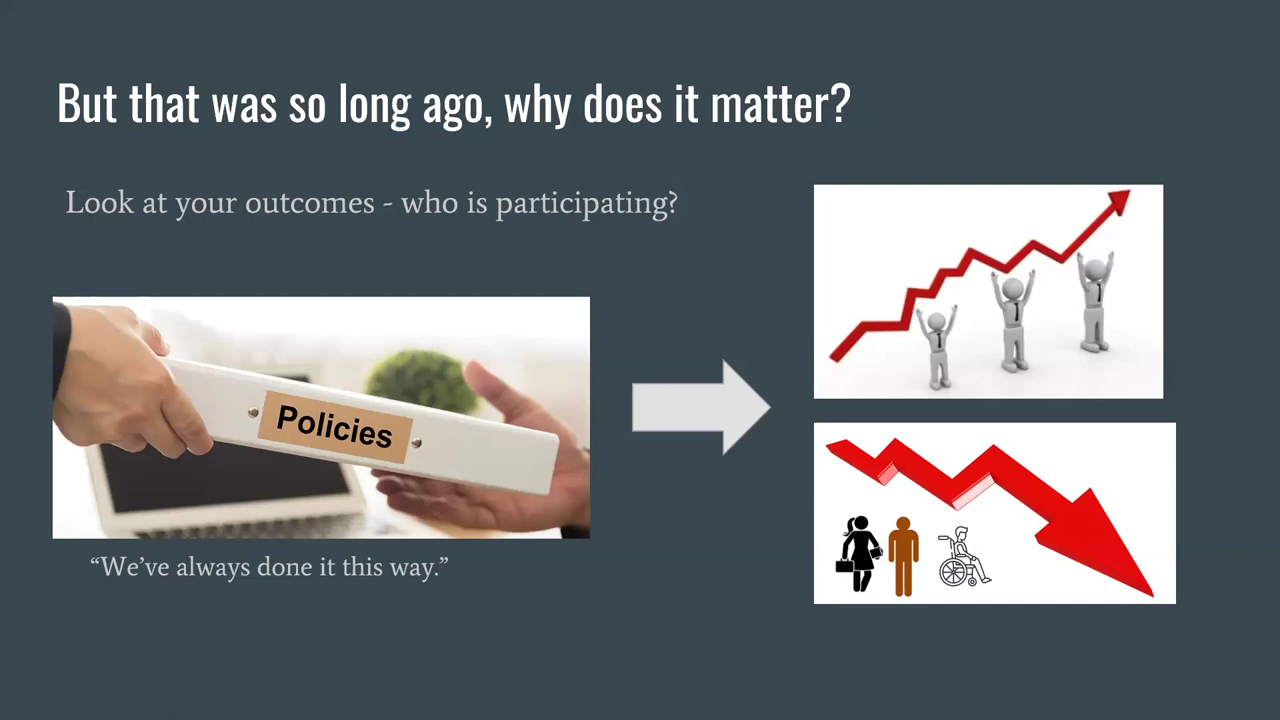 But that was so long ago, why does it matter?
Look at your outcomes - who is participating?
Policies
“We’ve always done it this way.”